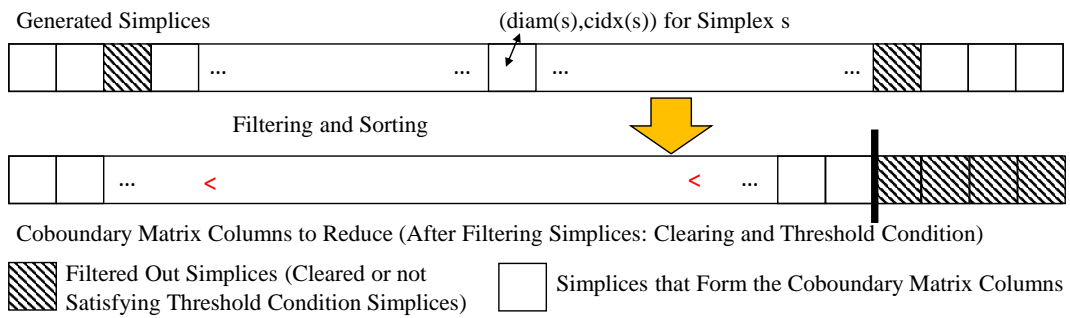 Generated Simplices
(diam(s),cidx(s)) for Simplex s
... ... ... ...
Filtering and Sorting
... < < ...
Coboundary Matrix Columns to Reduce (After Filtering Simplices: Clearing and Threshold Condition)
Filtered Out Simplices (Cleared or not
Satisfying Threshold Condition Simplices)
Simplices that Form the Coboundary Matrix Columns